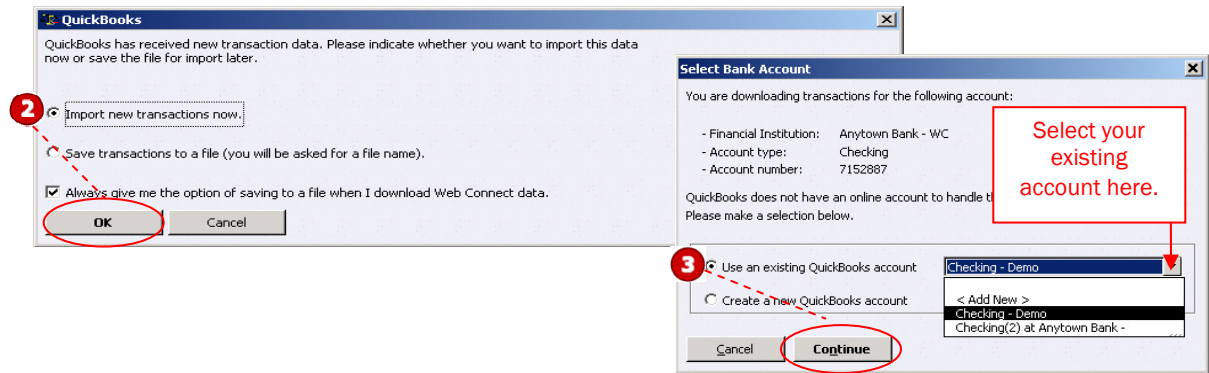 QuickBooks
QuickBooks has received new transaction data. Please indicate whether you want to import this data
now or save the file for import later.
2
Import new transactions now.
Save transactions to a file (you will be asked for a file name).
Always give me the option of saving to a file when I download Web Connect data.
OK Cancel
Select Bank Account
You are downloading transactions for the following account:
- Financial Institution: Anytown Bank - WC
- Account type: Checking
- Account number: 7152887
Select your
existing
account here.
QuickBooks does not have an online account to handle
Please make a selection below.
3
Use an existing QuickBooks account Checking - Demo
Create a new QuickBooks account
< Add New >
Checking - Demo
Checking(2) at Anytown Bank - ...
Cancel Continue